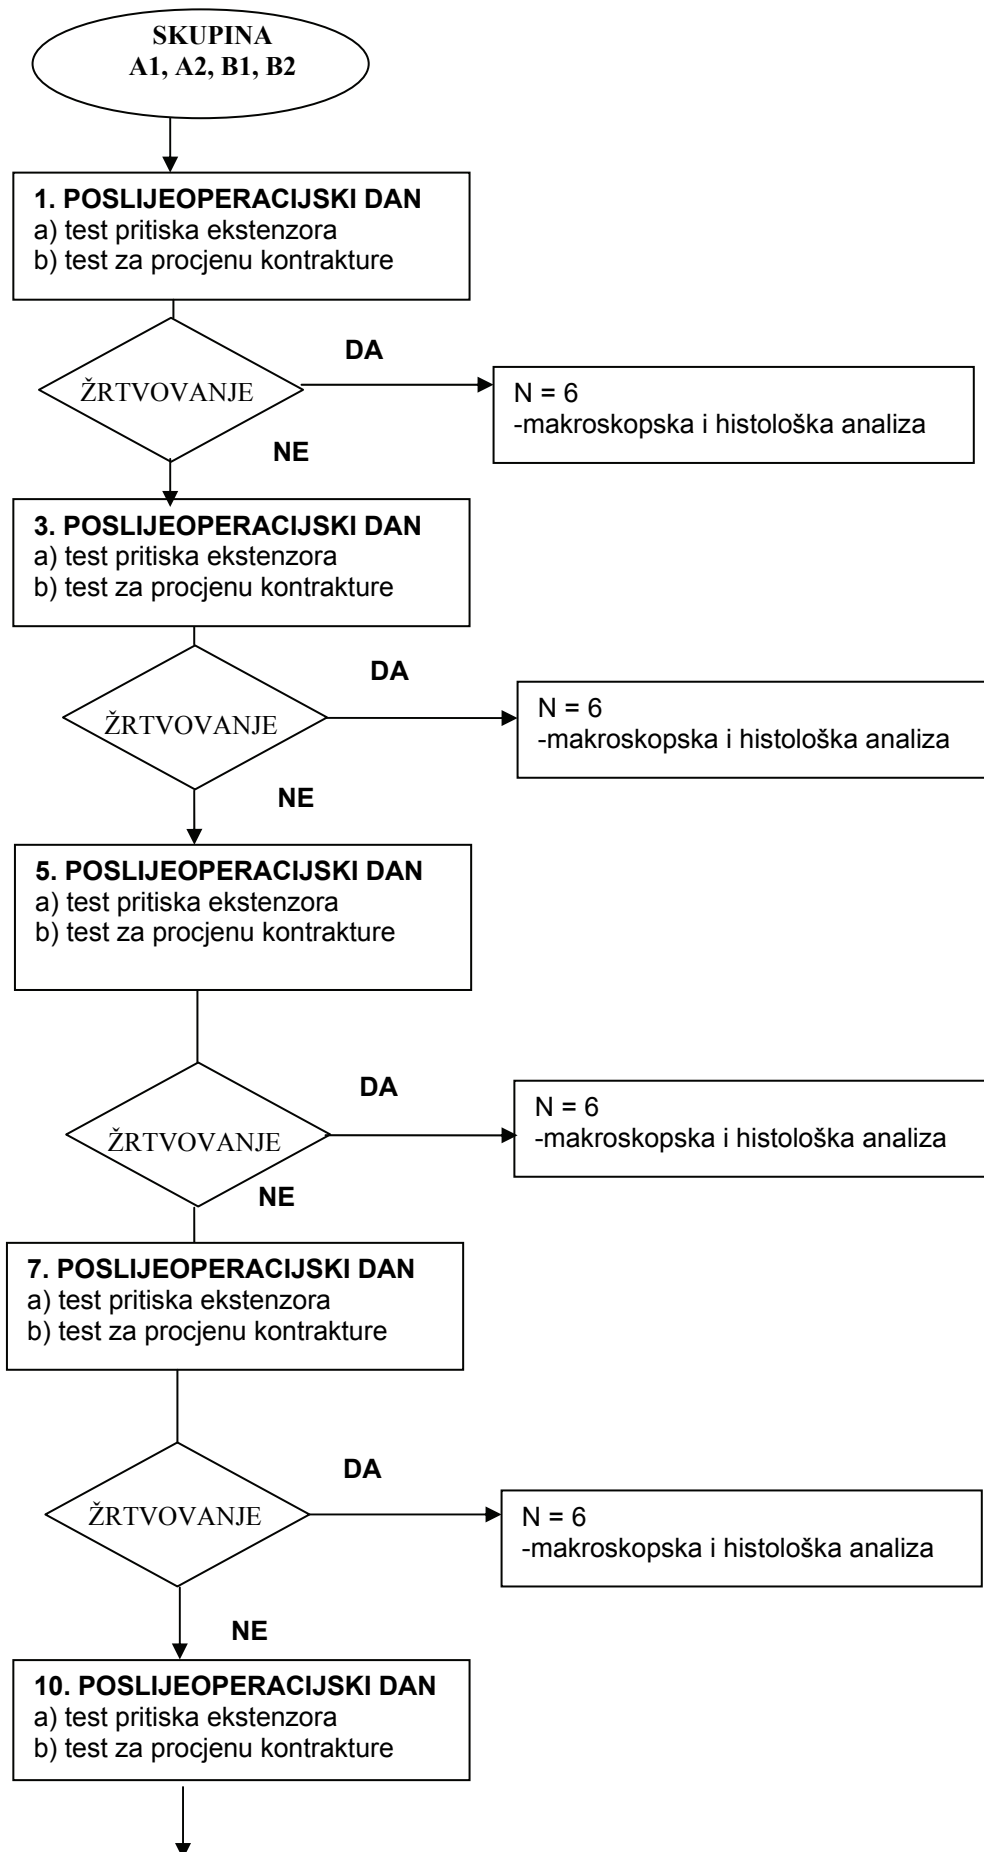 SKUPINA
A1, A2, B1, B2
1. POSLIJEOPERACIJSKI DAN
a) test pritiska ekstenzora
b) test za procjenu kontrakture
ŽRTVOVANJE
DA
N = 6
-makroskopska i histološka analiza
NE
3. POSLIJEOPERACIJSKI DAN
a) test pritiska ekstenzora
b) test za procjenu kontrakture
ŽRTVOVANJE
DA
N = 6
-makroskopska i histološka analiza
NE
5. POSLIJEOPERACIJSKI DAN
a) test pritiska ekstenzora
b) test za procjenu kontrakture
ŽRTVOVANJE
DA
N = 6
-makroskopska i histološka analiza
NE
7. POSLIJEOPERACIJSKI DAN
a) test pritiska ekstenzora
b) test za procjenu kontrakture
ŽRTVOVANJE
DA
N = 6
-makroskopska i histološka analiza
NE
10. POSLIJEOPERACIJSKI DAN
a) test pritiska ekstenzora
b) test za procjenu kontrakture